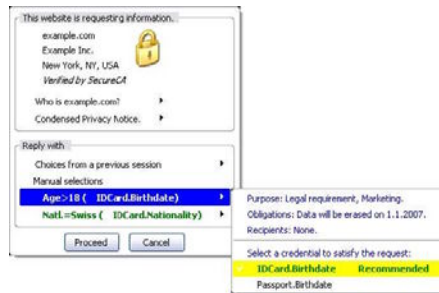 This website is requesting information.
example.com
Example Inc.
New York, NY, USA
Verified by SecureCA
Who is example.com?
Condensed Privacy Notice.
Reply with
Choices from a previous session
Manual selections
Age>18 ( IDCard.Birthdate)
Natl.=Swiss ( IDCard.Nationality)
Proceed Cancel
Purpose: Legal requirement, Marketing.
Obligations: Data will be erased on 1.1.2007.
Recipients: None.
Select a credential to satisfy the request:
IDCard.Birthdate Recommended
Passport.Birthdate